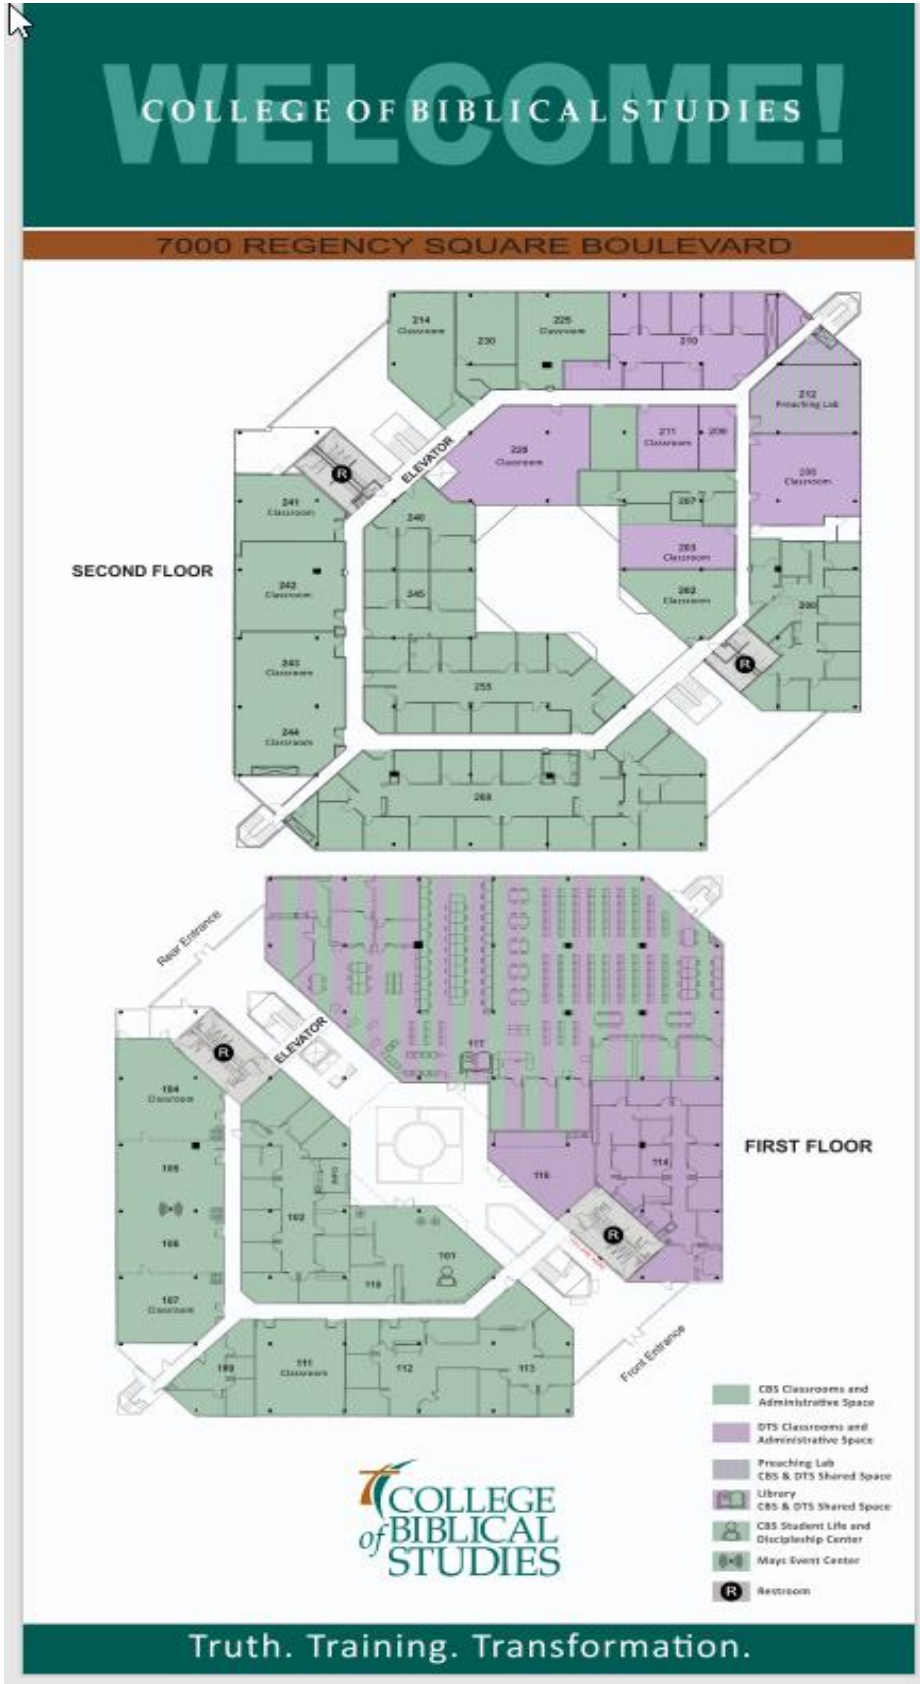 WELCOME!
COLLEGE OF BIBLICAL STUDIES
7000 REGENCY SQUARE BOULEVARD
214
Classroom
230
225
Classroom
210
212
Preaching Lab
211
Classroom
228
Classroom
ELEVATOR
R
241
Classroom
240
207
Classroom
203
Classroom
SECOND FLOOR
242
Classroom
245
202
Classroom
200
R
243
Classroom
255
244
Classroom
Rear Entrance
ELEVATOR
R
117
104
Classroom
FIRST FLOOR
105
116
114
102
106
R
101
110
107
Classroom
111
Classroom
112
113
Front Entrance
CBS Classrooms and
Administrative Space
DTS Classrooms and
Administrative Space
Preaching Lab
CBS & DTS Shared Space
Library
CBS & DTS Shared Space
CBS Student Life and
Discipleship Center
Mays Event Center
R Restroom
COLLEGE
of BIBLICAL
STUDIES
Truth. Training. Transformation.